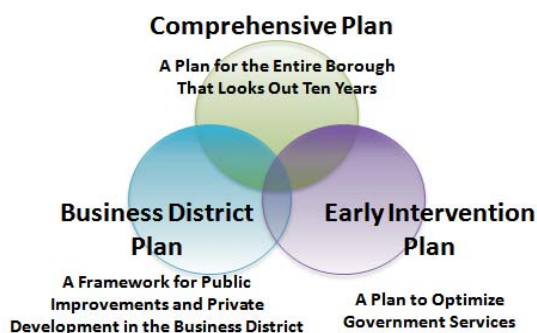 Comprehensive Plan
A Plan for the Entire Borough
That Looks Out Ten Years
Business District
Plan
A Framework for Public
Improvements and Private
Development in the Business District
Early Intervention
Plan
A Plan to Optimize
Government Services